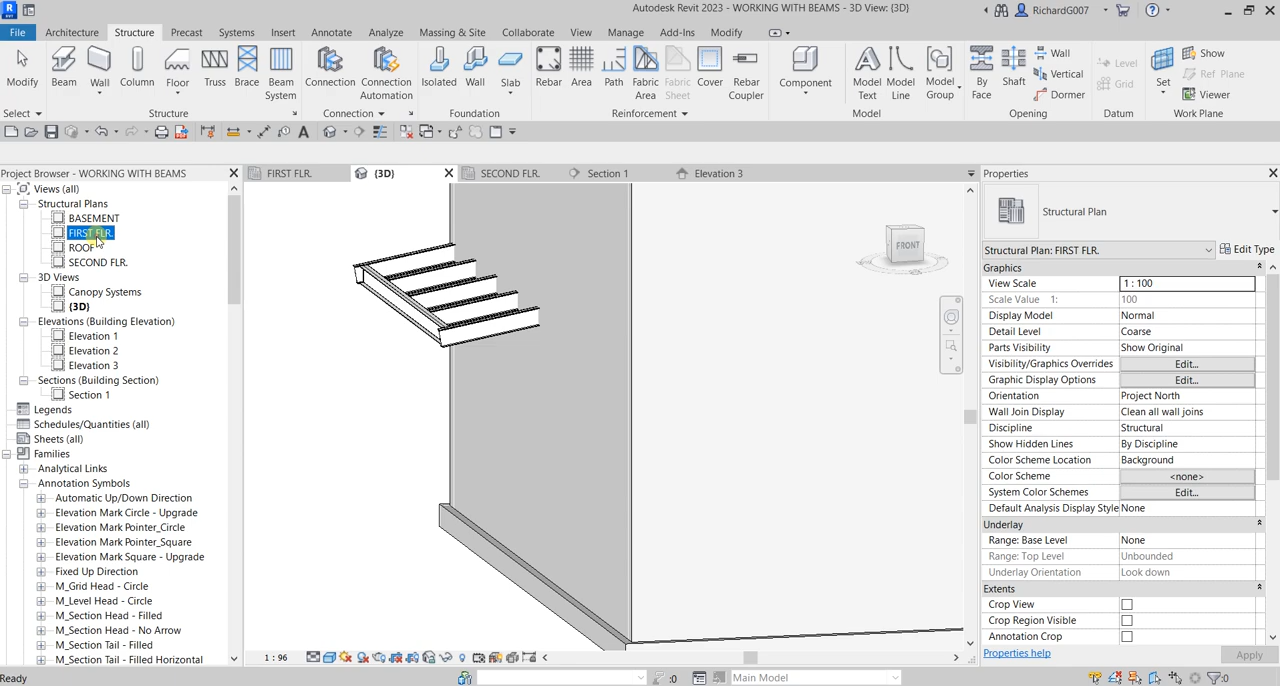 Autodesk Revit 2023 - WORKING WITH BEAMS - 3D View: {3D}
RichardG007
File Architecture Structure Precast Systems Insert Annotate Analyze Massing & Site Collaborate View Manage Add-Ins Modify
Modify Beam Wall Column Floor Truss Brace Beam System Connection Connection Automation Isolated Wall Slab Rebar Area Path Fabric Area Fabric Sheet Cover Rebar Coupler Component Model Text Model Line Model Group By Face Shaft Wall Vertical Dormer Level Grid Set Show Ref Plane Viewer
Select Structure Connection Foundation Reinforcement Model Opening Datum Work Plane
Project Browser - WORKING WITH BEAMS
FIRST FLR. {3D} SECOND FLR. Section 1 Elevation 3
Views (all)
Structural Plans
BASEMENT
FIRST FLR.
ROOF
SECOND FLR.
3D Views
Canopy Systems
{3D}
Elevations (Building Elevation)
Elevation 1
Elevation 2
Elevation 3
Sections (Building Section)
Section 1
Legends
Schedules/Quantities (all)
Sheets (all)
Families
Analytical Links
Annotation Symbols
Automatic Up/Down Direction
Elevation Mark Circle - Upgrade
Elevation Mark Pointer_Circle
Elevation Mark Pointer_Square
Elevation Mark Square - Upgrade
Fixed Up Direction
M_Grid Head - Circle
M_Level Head - Circle
M_Section Head - Filled
M_Section Head - No Arrow
M_Section Tail - Filled
M_Section Tail - Filled Horizontal
FRONT
1 : 96
Properties
Structural Plan
Structural Plan: FIRST FLR. Edit Type
Graphics
View Scale 1 : 100
Scale Value 1: 100
Display Model Normal
Detail Level Coarse
Parts Visibility Show Original
Visibility/Graphics Overrides Edit...
Graphic Display Options Edit...
Orientation Project North
Wall Join Display Clean all wall joins
Discipline Structural
Show Hidden Lines By Discipline
Color Scheme Location Background
Color Scheme <none>
System Color Schemes Edit...
Default Analysis Display Style None
Underlay
Range: Base Level None
Range: Top Level Unbounded
Underlay Orientation Look down
Extents
Crop View
Crop Region Visible
Annotation Crop
Properties help Apply
Ready :0 Main Model :0